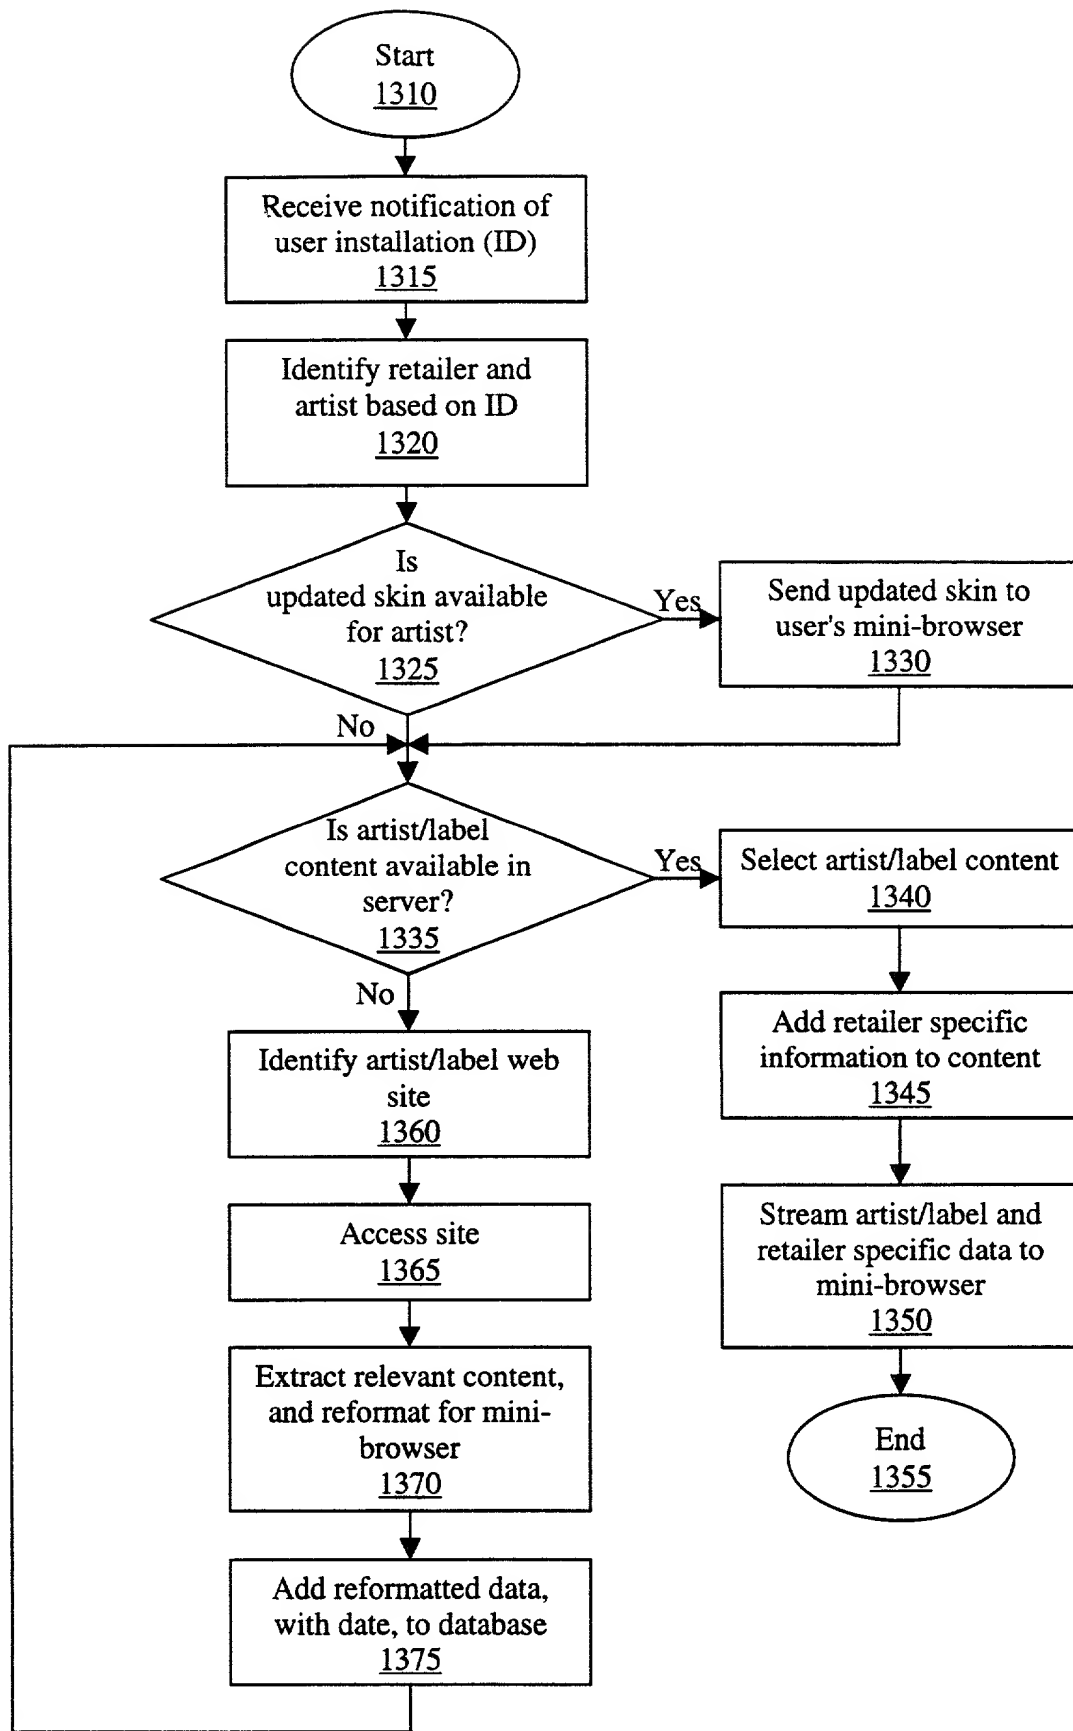 Start
1310
Receive notification of
user installation (ID)
1315
Identify retailer and
artist based on ID
1320
Is
updated skin available
for artist?
1325
Yes
Send updated skin to
user's mini-browser
1330
No
Is artist/label
content available in
server?
1335
Yes
Select artist/label content
1340
Add retailer specific
information to content
1345
Stream artist/label and
retailer specific data to
mini-browser
1350
End
1355
No
Identify artist/label web
site
1360
Access site
1365
Extract relevant content,
and reformat for mini-
browser
1370
Add reformatted data,
with date, to database
1375